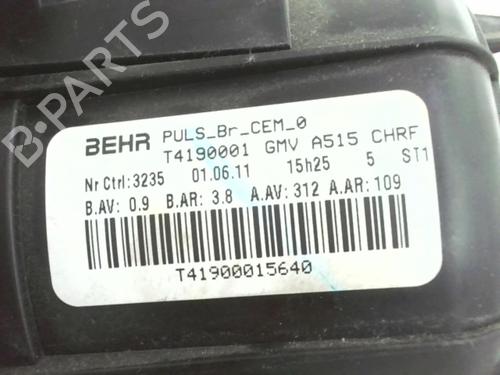 B-PARTS
BEHR PULS_Br_CEM_0
T4190001 GMV A515 CHRF
Nr Ctrl:3235 01.06.11 15h25 5 ST1
B.AV: 0.9 B.AR: 3.8 A.AV: 312 A.AR: 109
T41900015640